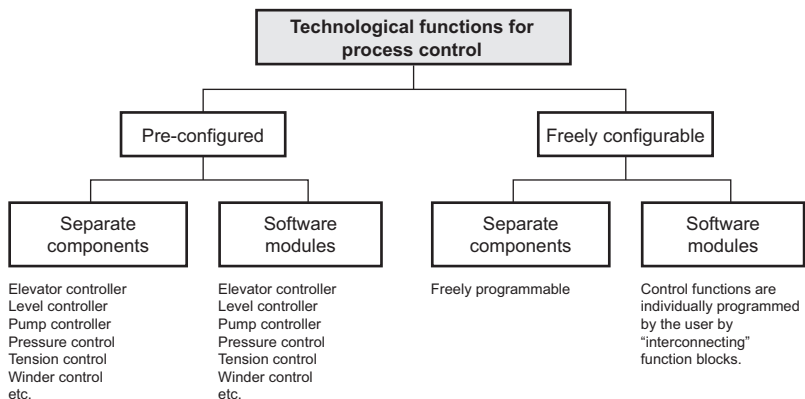 Technological functions for
process control
Pre-configured
Freely configurable
Separate
components
Software
modules
Separate
components
Software
modules
Elevator controller
Level controller
Pump controller
Pressure control
Tension control
Winder control
etc.
Elevator controller
Level controller
Pump controller
Pressure control
Tension control
Winder control
etc.
Freely programmable
Control functions are
individually programmed
by the user by
“interconnecting”
function blocks.